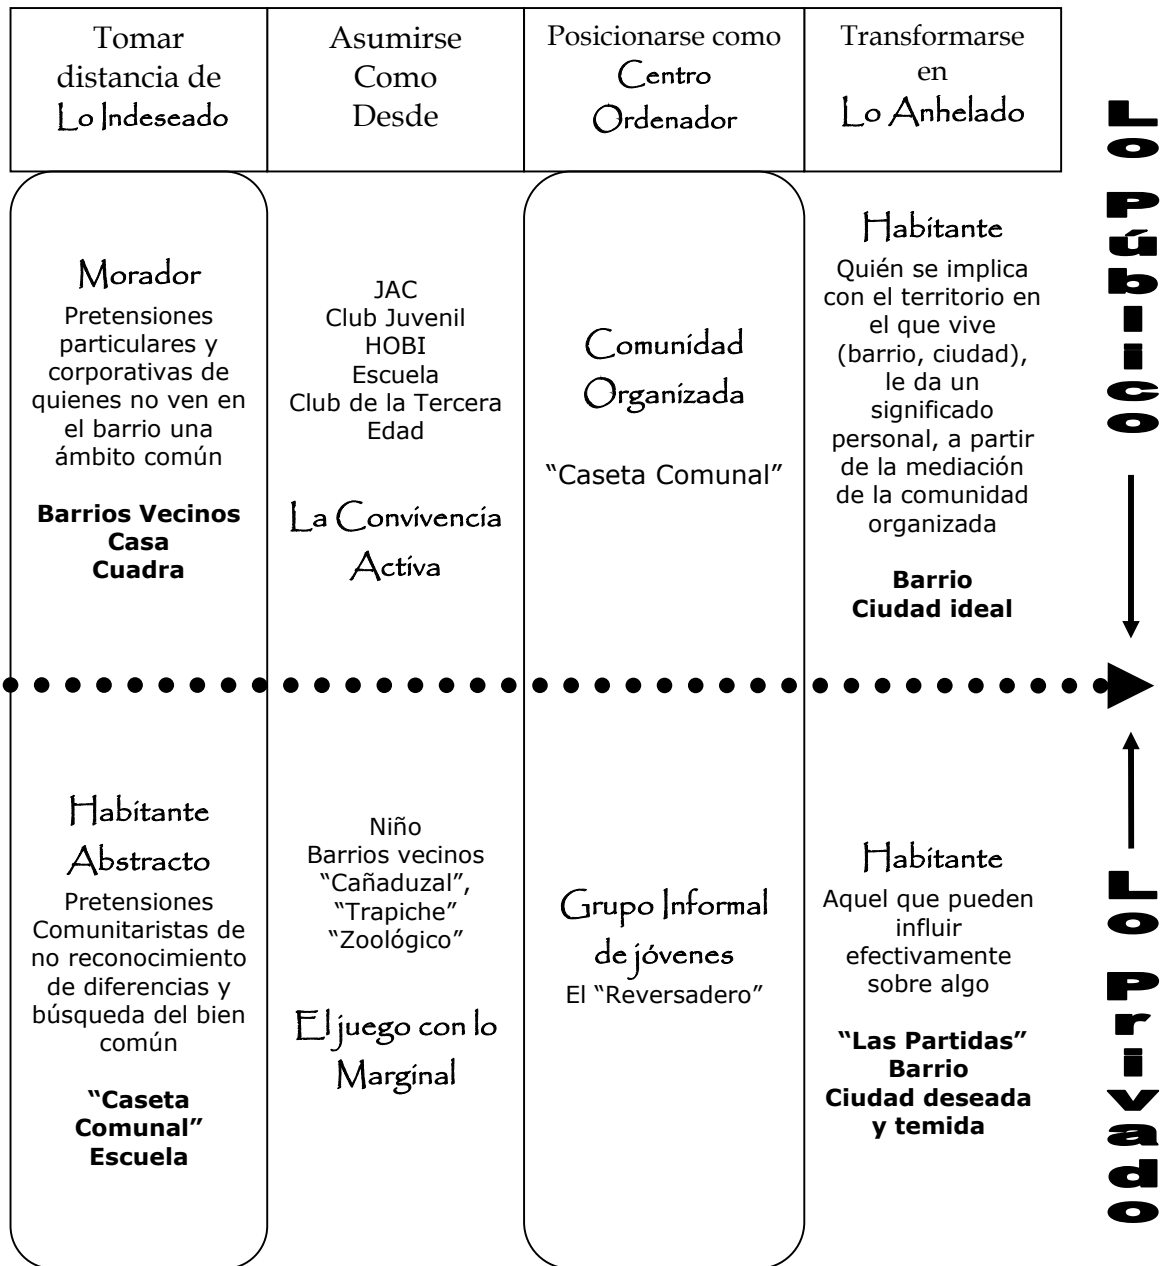 Tomar
distancia de
Lo Indeseado
Asumirse
Como
Desde
Posicionarse como
Centro
Ordenador
Transformarse
en
Lo Anhelado
Morador
Pretensiones
particulares y
corporativas de
quienes no ven en
el barrio una
ámbito común
Barrios Vecinos
Casa
Cuadra
JAC
Club Juvenil
HOBI
Escuela
Club de la Tercera
Edad
La Convivencia
Activa
Comunidad
Organizada
“Caseta Comunal”
Habitante
Quién se implica
con el territorio en
el que vive
(barrio, ciudad),
le da un
significado
personal, a partir
de la mediación
de la comunidad
organizada
Barrio
Ciudad ideal
Lo Público
Habitante
Abstracto
Pretensiones
Comunitaristas de
no reconocimiento
de diferencias y
búsqueda del bien
común
“Caseta
Comunal”
Escuela
Niño
Barrios vecinos
“Cañaduzal”,
“Trapiche”
“Zoológico”
El juego con lo
Marginal
Grupo Informal
de jóvenes
El “Reversadero”
Habitante
Aquel que pueden
influir
efectivamente
sobre algo
“Las Partidas”
Barrio
Ciudad deseada
y temida
Lo Privado